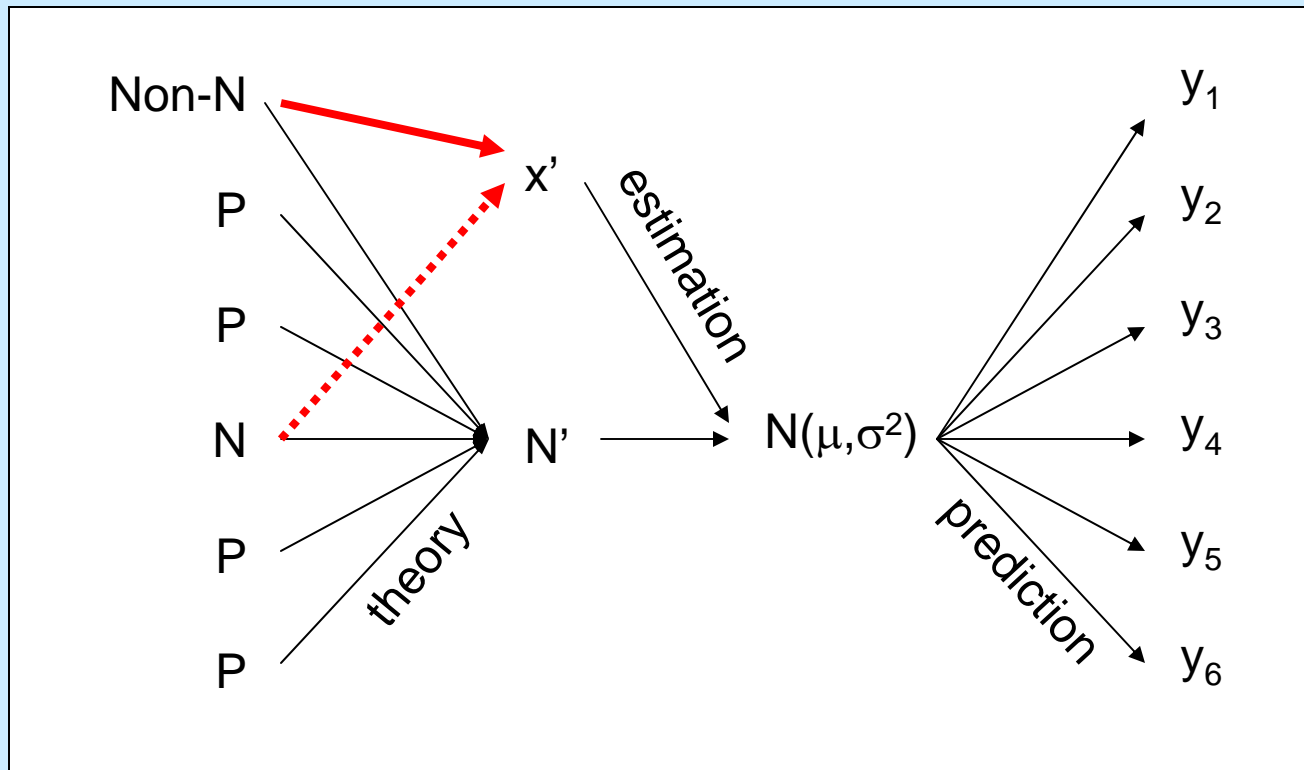 Non-N
P
P
N
P
P
x’
N’
theory
estimation
N(μ,σ²)
prediction
y₁
y₂
y₃
y₄
y₅
y₆